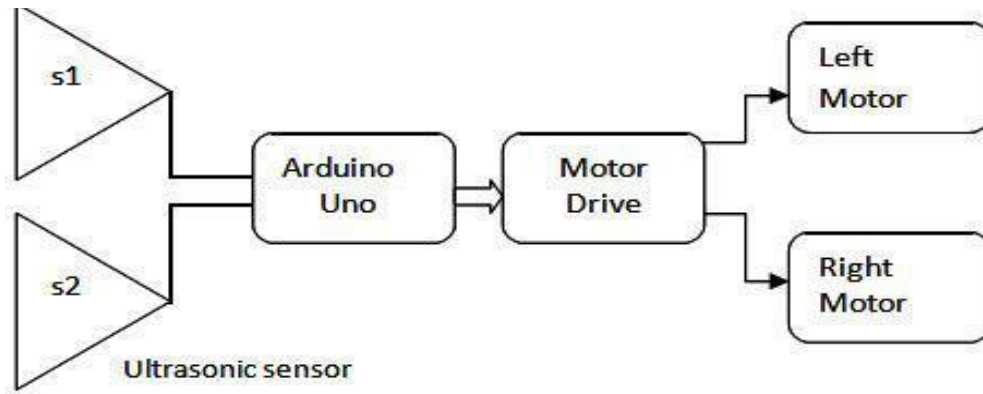 s1
Left
Motor
Arduino
Uno
Motor
Drive
s2
Right
Motor
Ultrasonic sensor